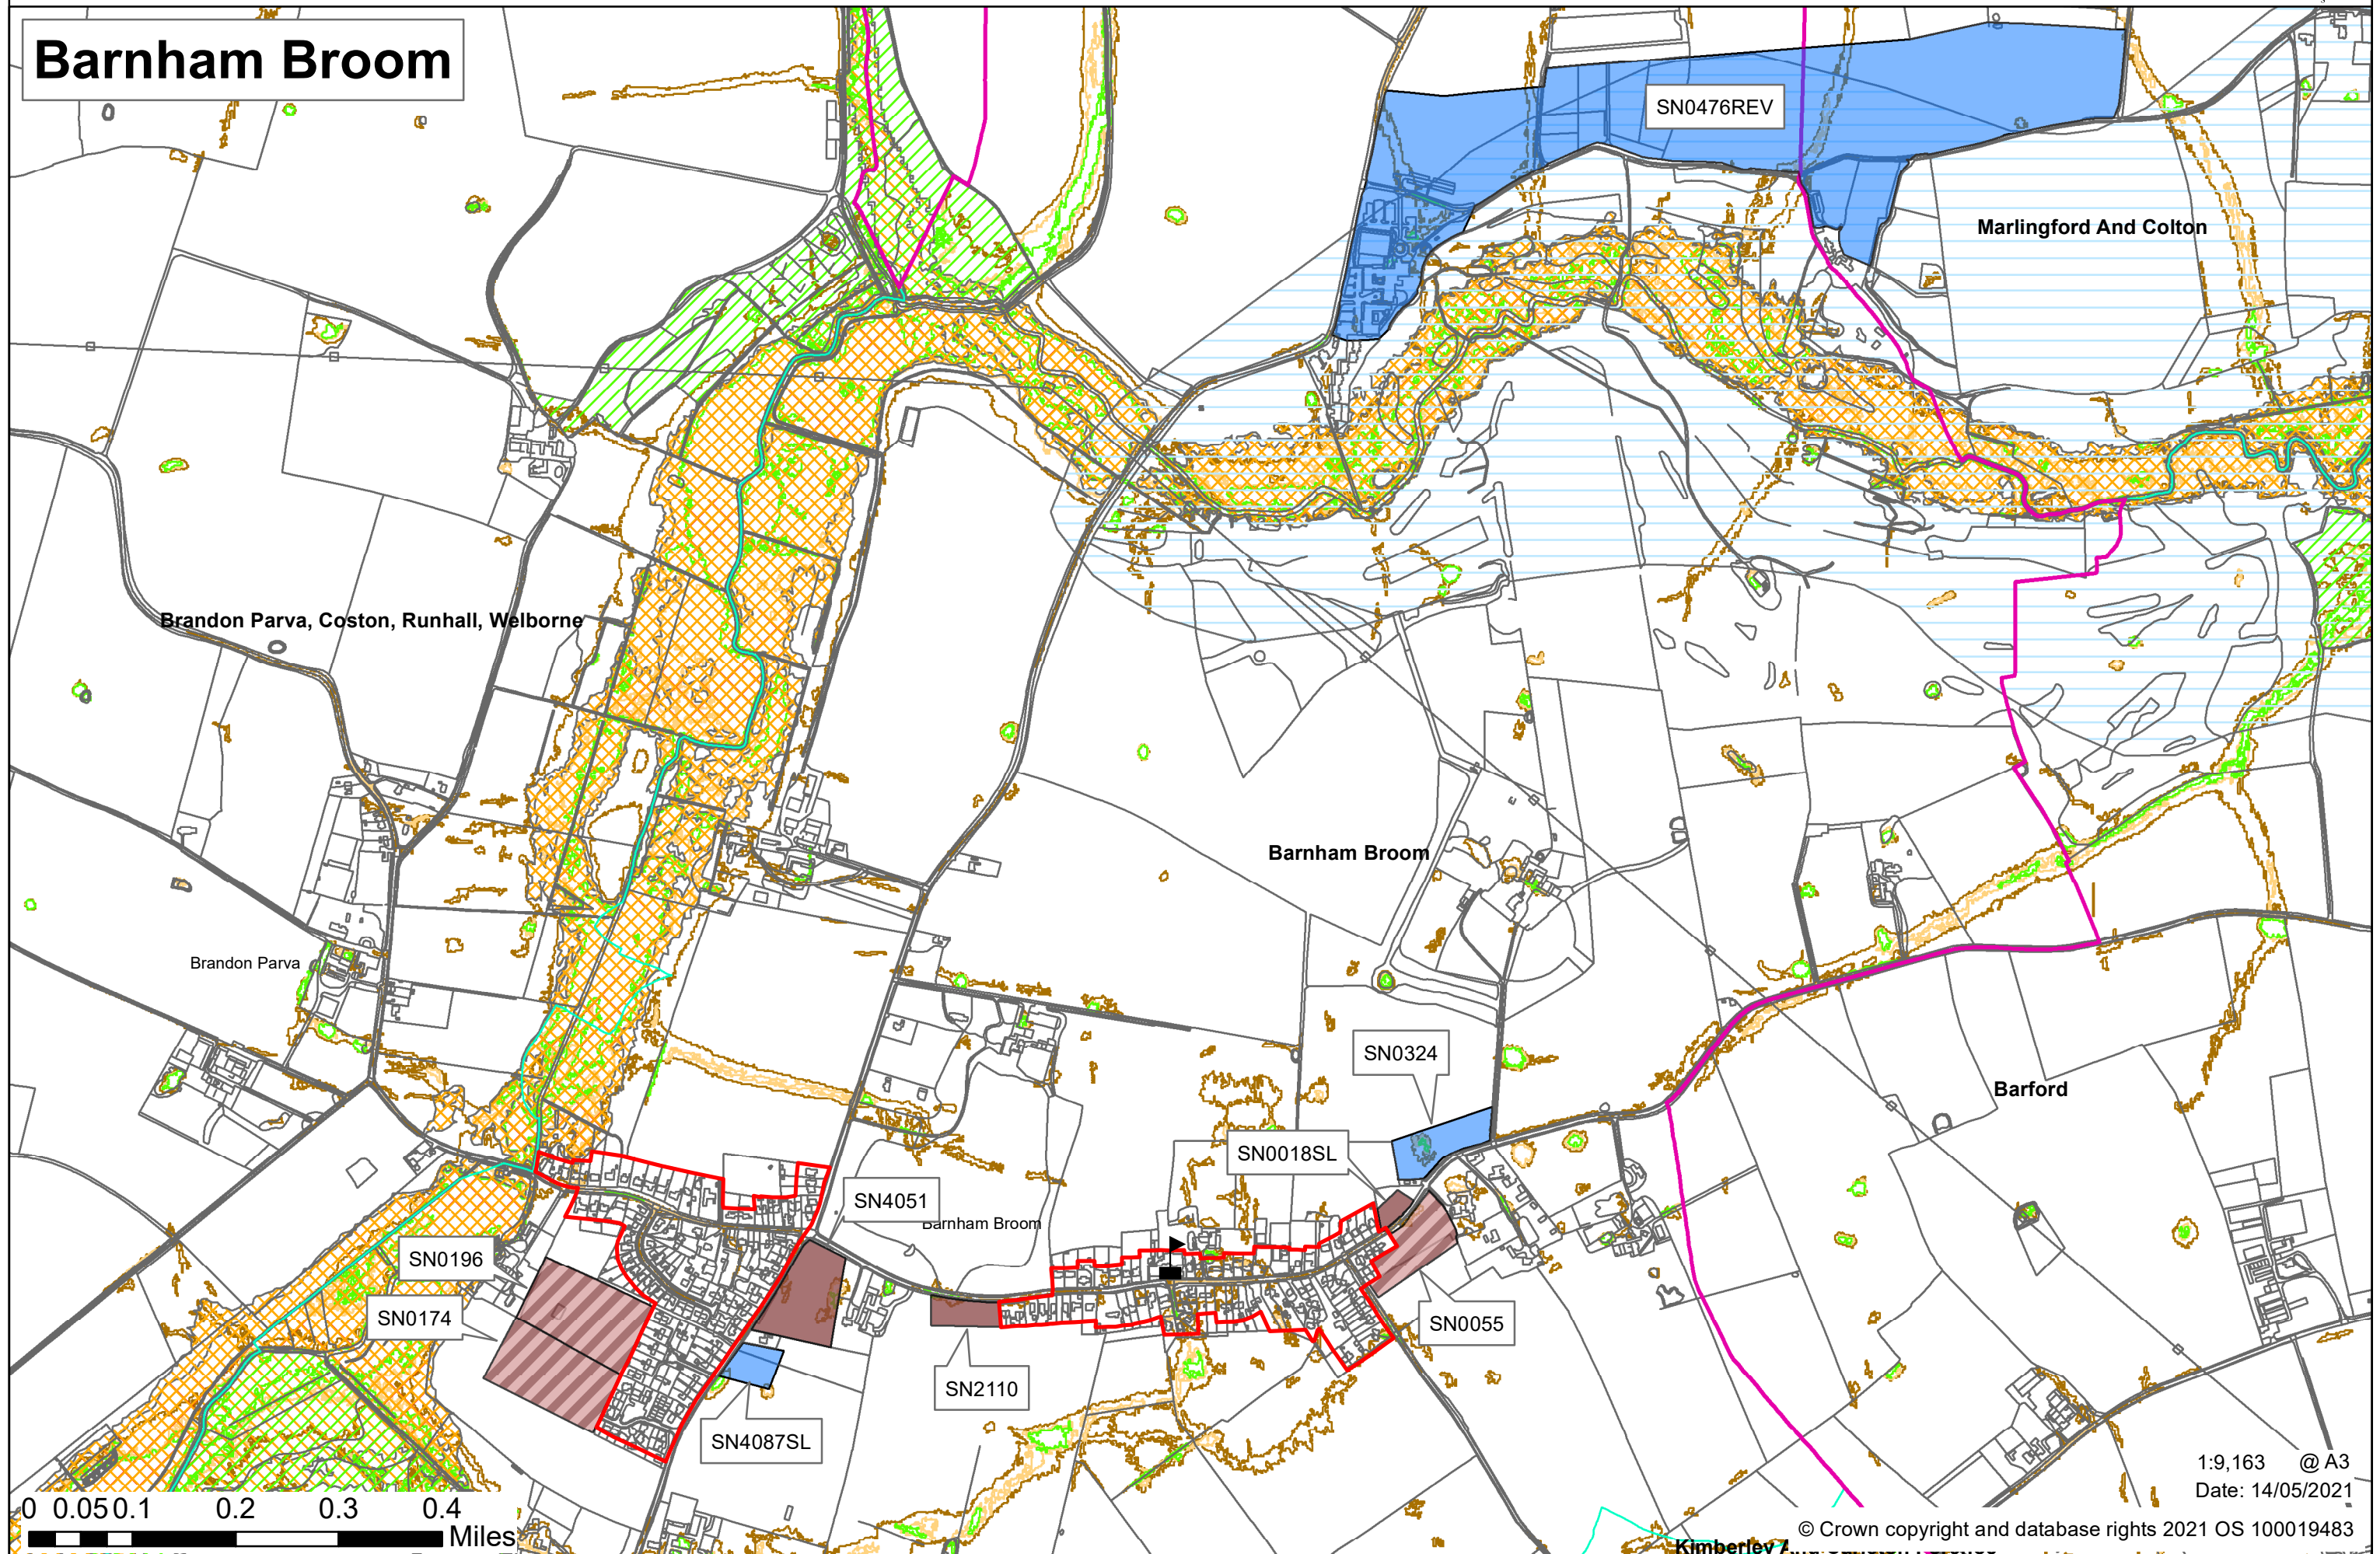 Barnham Broom
SN0476REV
Marlingford And Colton
Brandon Parva, Coston, Runhall, Welborne
Barnham Broom
Brandon Parva
SN0324
Barford
SN0018SL
SN4051
Barnham Broom
SN0196
SN0174
SN0055
SN2110
SN4087SL
1:9,163 @ A3
Date: 14/05/2021
0 0.05 0.1 0.2 0.3 0.4
Miles
© Crown copyright and database rights 2021 OS 100019483
Kimberley